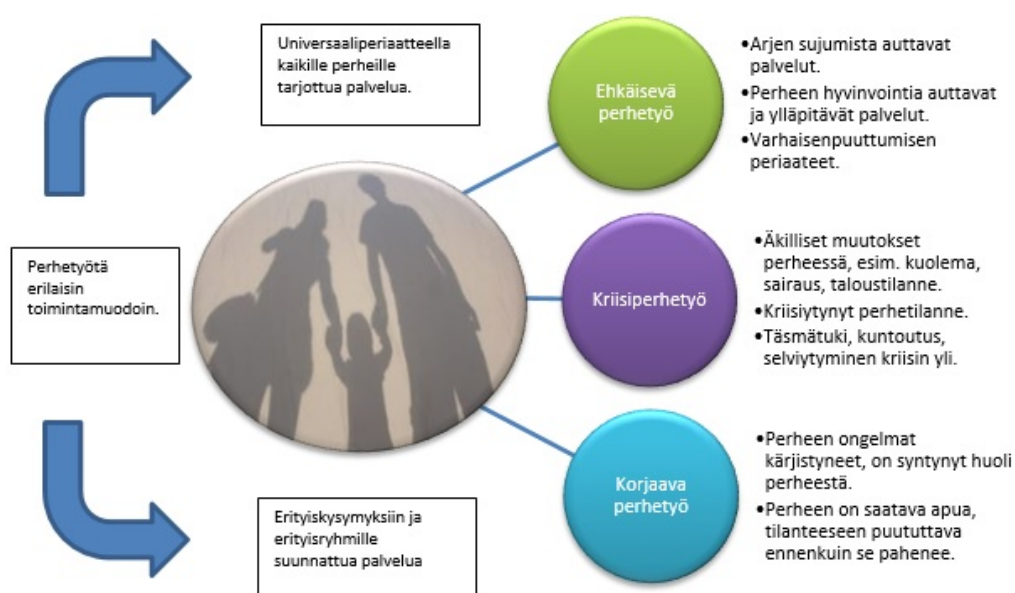 Universaaliperiaatteella
kaikille perheille
tarjottua palvelua.
Ehkäisevä
perhetyö
•Arjen sujumista auttavat
palvelut.
•Perheen hyvinvointia auttavat
ja ylläpitävät palvelut.
•Varhaisenpuuttumisen
periaateet.
Perhetyötä
erilaisin
toimintamuodoin.
Kriisiperhetyö
•Äkilliset muutokset
perheessä, esim. kuolema,
sairaus, taloustilanne.
•Kriisiytynyt perhetilanne.
•Täsmätuki, kuntoutus,
selviytyminen kriisin yli.
Erityiskysymyksiin ja
erityisryhmille
suunnattua palvelua
Korjaava
perhetyö
•Perheen ongelmat
kärjistyneet, on syntynyt huoli
perheestä.
•Perheen on saatava apua,
tilanteeseen puututtava
ennenkuin se pahenee.